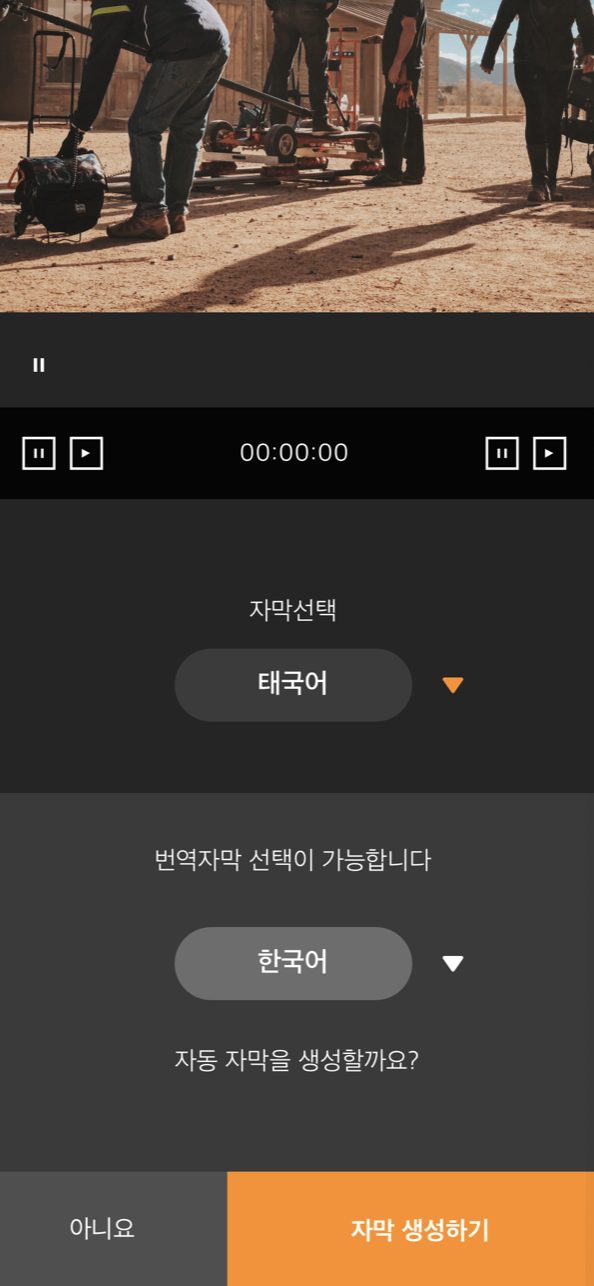 00:00:00
자막선택
태국어
번역자막 선택이 가능합니다
한국어
자동 자막을 생성할까요?
아니요
자막 생성하기